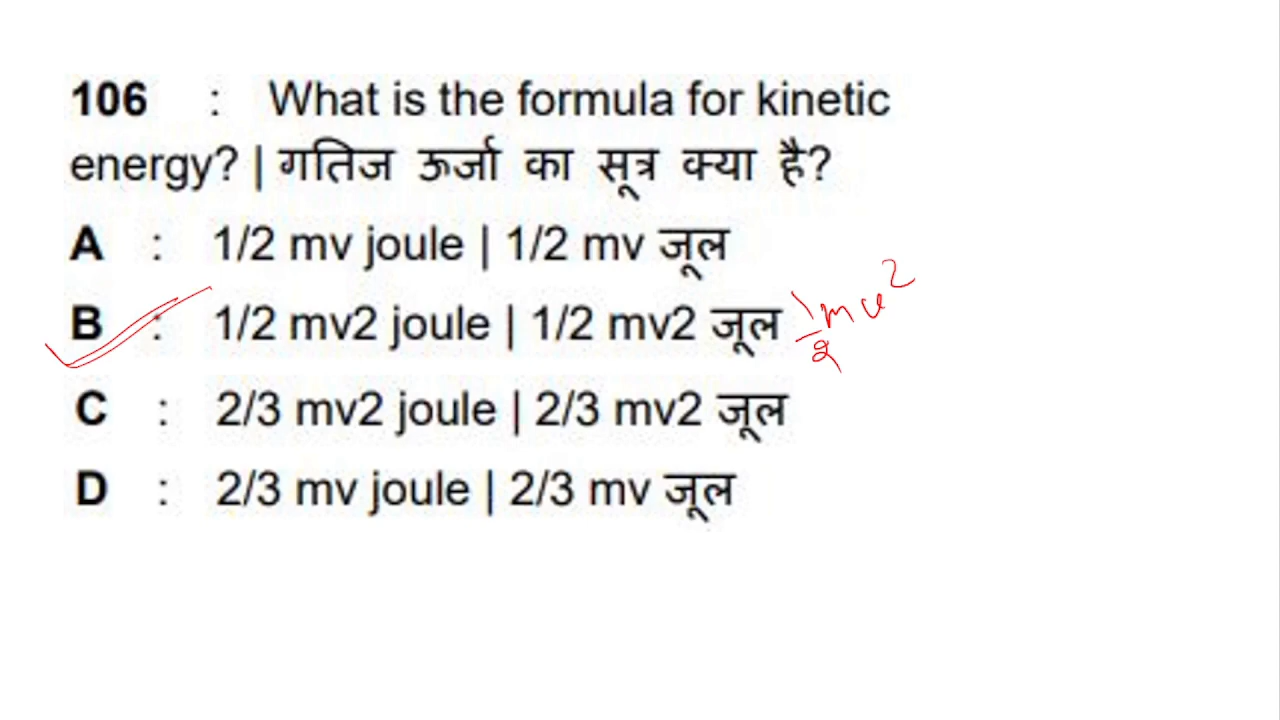 106 : What is the formula for kinetic
energy? | गतिज ऊर्जा का सूत्र क्या है?
A : 1/2 mv joule | 1/2 mv जूल
B : 1/2 mv2 joule | 1/2 mv2 जूल 1/2 mv²
C : 2/3 mv2 joule | 2/3 mv2 जूल
D : 2/3 mv joule | 2/3 mv जूल